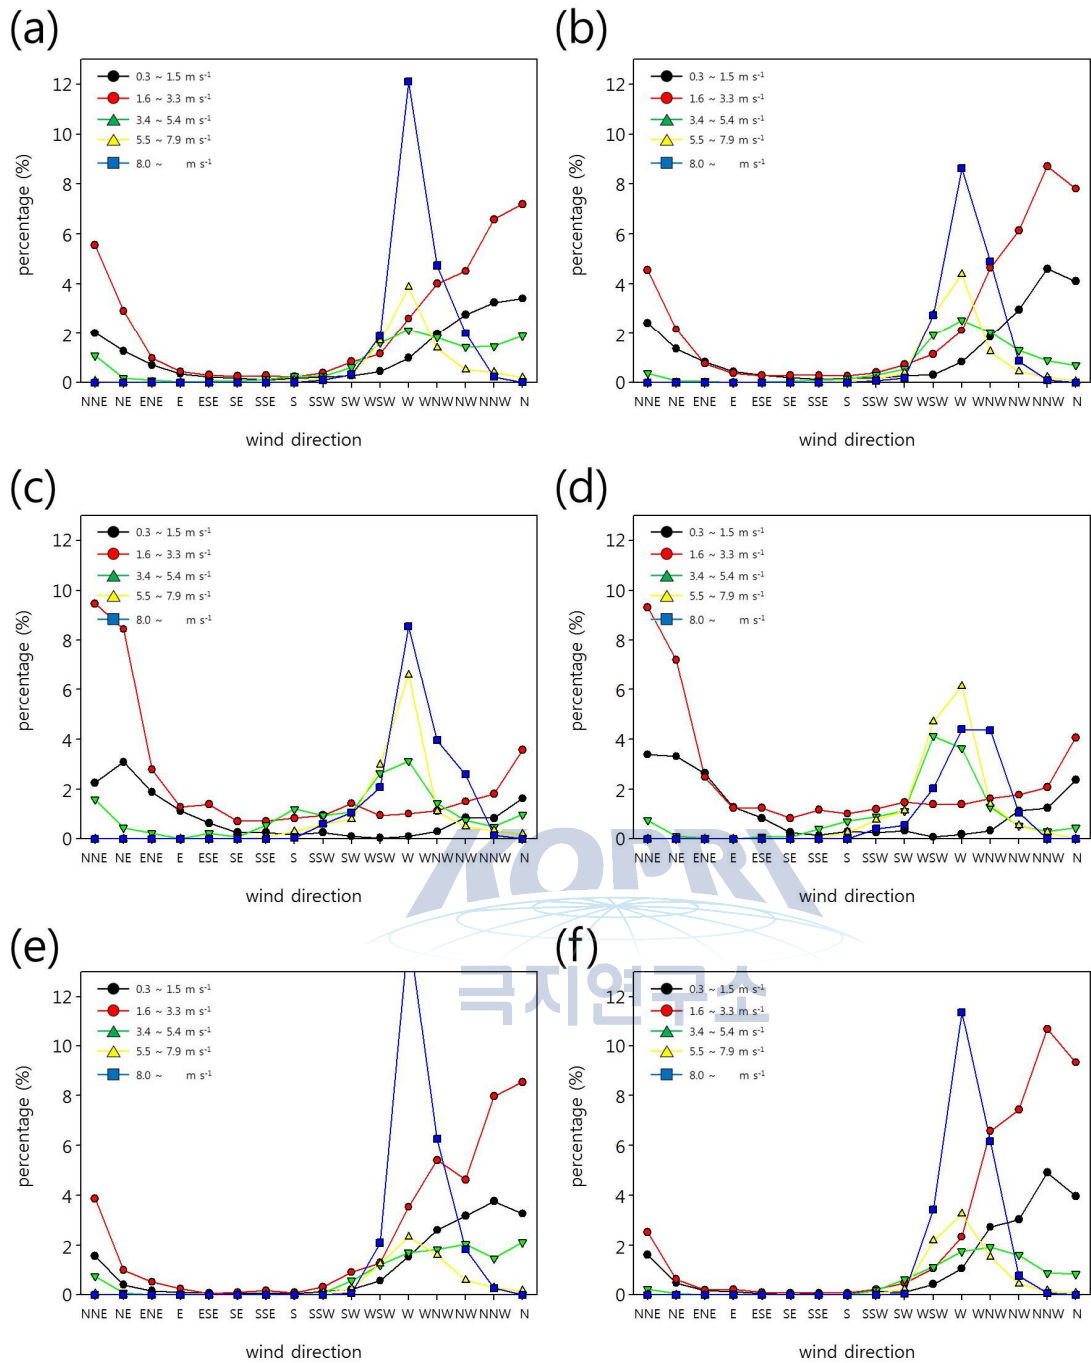 (a)
12
10
8
6
4
2
0
percentage (%)
0.3 ~ 1.5 m s⁻¹
1.6 ~ 3.3 m s⁻¹
3.4 ~ 5.4 m s⁻¹
5.5 ~ 7.9 m s⁻¹
8.0 ~ m s⁻¹
NNE NE ENE E ESE SE SSE S SSW SW WSW W WNW NW NNW N
wind direction
(b)
12
10
8
6
4
2
0
percentage (%)
0.3 ~ 1.5 m s⁻¹
1.6 ~ 3.3 m s⁻¹
3.4 ~ 5.4 m s⁻¹
5.5 ~ 7.9 m s⁻¹
8.0 ~ m s⁻¹
NNE NE ENE E ESE SE SSE S SSW SW WSW W WNW NW NNW N
wind direction
(c)
12
10
8
6
4
2
0
percentage (%)
0.3 ~ 1.5 m s⁻¹
1.6 ~ 3.3 m s⁻¹
3.4 ~ 5.4 m s⁻¹
5.5 ~ 7.9 m s⁻¹
8.0 ~ m s⁻¹
NNE NE ENE E ESE SE SSE S SSW SW WSW W WNW NW NNW N
wind direction
(d)
12
10
8
6
4
2
0
percentage (%)
0.3 ~ 1.5 m s⁻¹
1.6 ~ 3.3 m s⁻¹
3.4 ~ 5.4 m s⁻¹
5.5 ~ 7.9 m s⁻¹
8.0 ~ m s⁻¹
NNE NE ENE E ESE SE SSE S SSW SW WSW W WNW NW NNW N
wind direction
KOPRI
극지연구소
(e)
12
10
8
6
4
2
0
percentage (%)
0.3 ~ 1.5 m s⁻¹
1.6 ~ 3.3 m s⁻¹
3.4 ~ 5.4 m s⁻¹
5.5 ~ 7.9 m s⁻¹
8.0 ~ m s⁻¹
NNE NE ENE E ESE SE SSE S SSW SW WSW W WNW NW NNW N
wind direction
(f)
12
10
8
6
4
2
0
percentage (%)
0.3 ~ 1.5 m s⁻¹
1.6 ~ 3.3 m s⁻¹
3.4 ~ 5.4 m s⁻¹
5.5 ~ 7.9 m s⁻¹
8.0 ~ m s⁻¹
NNE NE ENE E ESE SE SSE S SSW SW WSW W WNW NW NNW N
wind direction